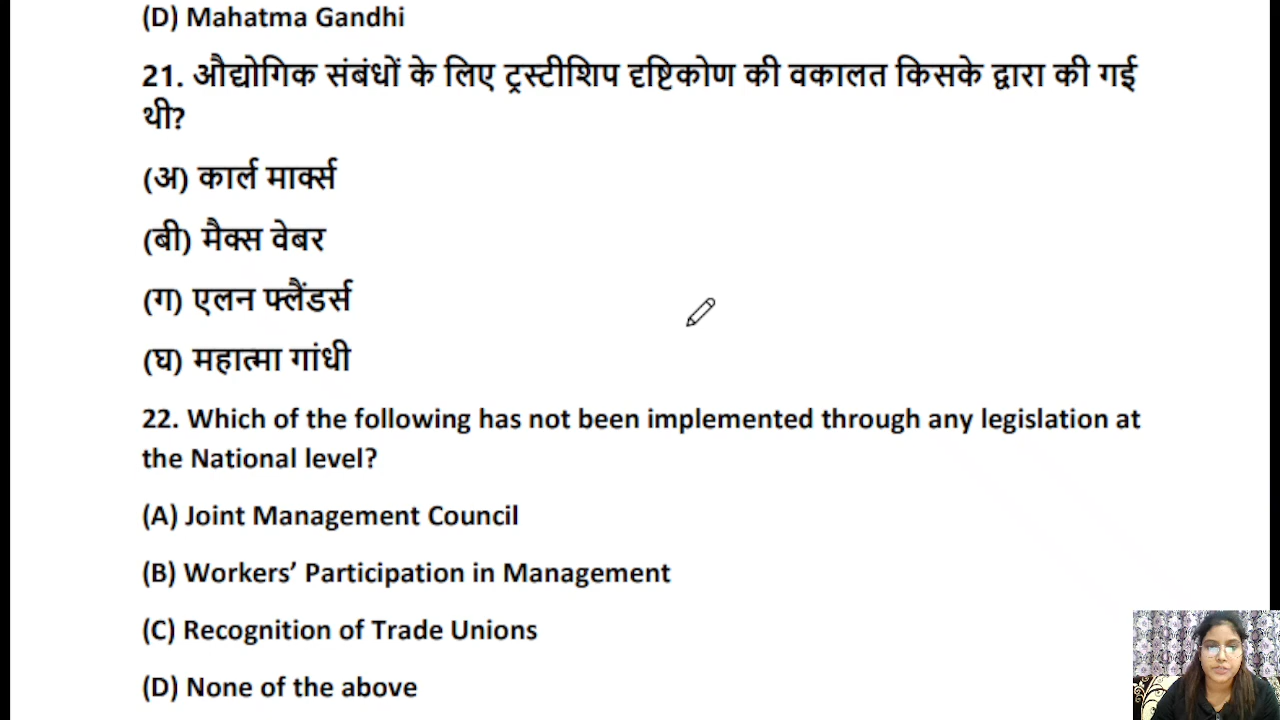 (D) Mahatma Gandhi
21. औद्योगिक संबंधों के लिए ट्रस्टीशिप दृष्टिकोण की वकालत किसके द्वारा की गई
थी?
(अ) कार्ल मार्क्स
(बी) मैक्स वेबर
(ग) एलन फ्लैंडर्स
(घ) महात्मा गांधी
22. Which of the following has not been implemented through any legislation at
the National level?
(A) Joint Management Council
(B) Workers’ Participation in Management
(C) Recognition of Trade Unions
(D) None of the above